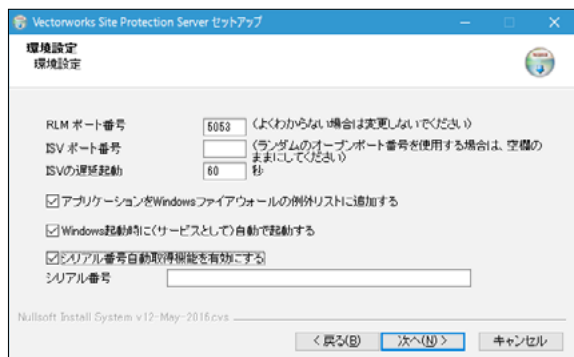 Vectorworks Site Protection Server セットアップ
環境設定
環境設定
RLM ポート番号 5053 (よくわからない場合は変更しないでください)
ISV ポート番号 (ランダムのオープンポート番号を使用する場合は、空欄の
ままにしてください)
ISVの遅延起動 60 秒
アプリケーションをWindowsファイアウォールの例外リストに追加する
Windows起動時に(サービスとして)自動で起動する
シリアル番号自動取得機能を有効にする
シリアル番号
Nullsoft Install System v12-May-2016.cvs
< 戻る(B) 次へ(N) > キャンセル